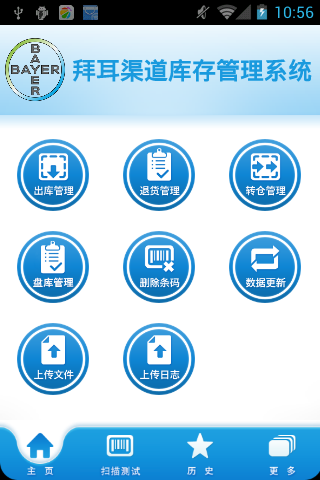 10:56
BAYER
BAYER
拜耳渠道库存管理系统
出库管理
退货管理
转仓管理
盘库管理
删除条码
数据更新
上传文件
上传日志
主 页
扫描测试
历 史
更 多